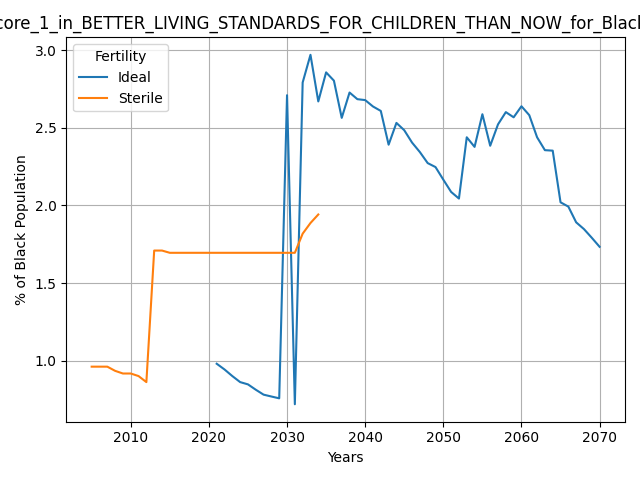 core_1_in_BETTER_LIVING_STANDARDS_FOR_CHILDREN_THAN_NOW_for_Black
Fertility
Ideal
Sterile
% of Black Population
3.0
2.5
2.0
1.5
1.0
2010 2020 2030 2040 2050 2060 2070
Years